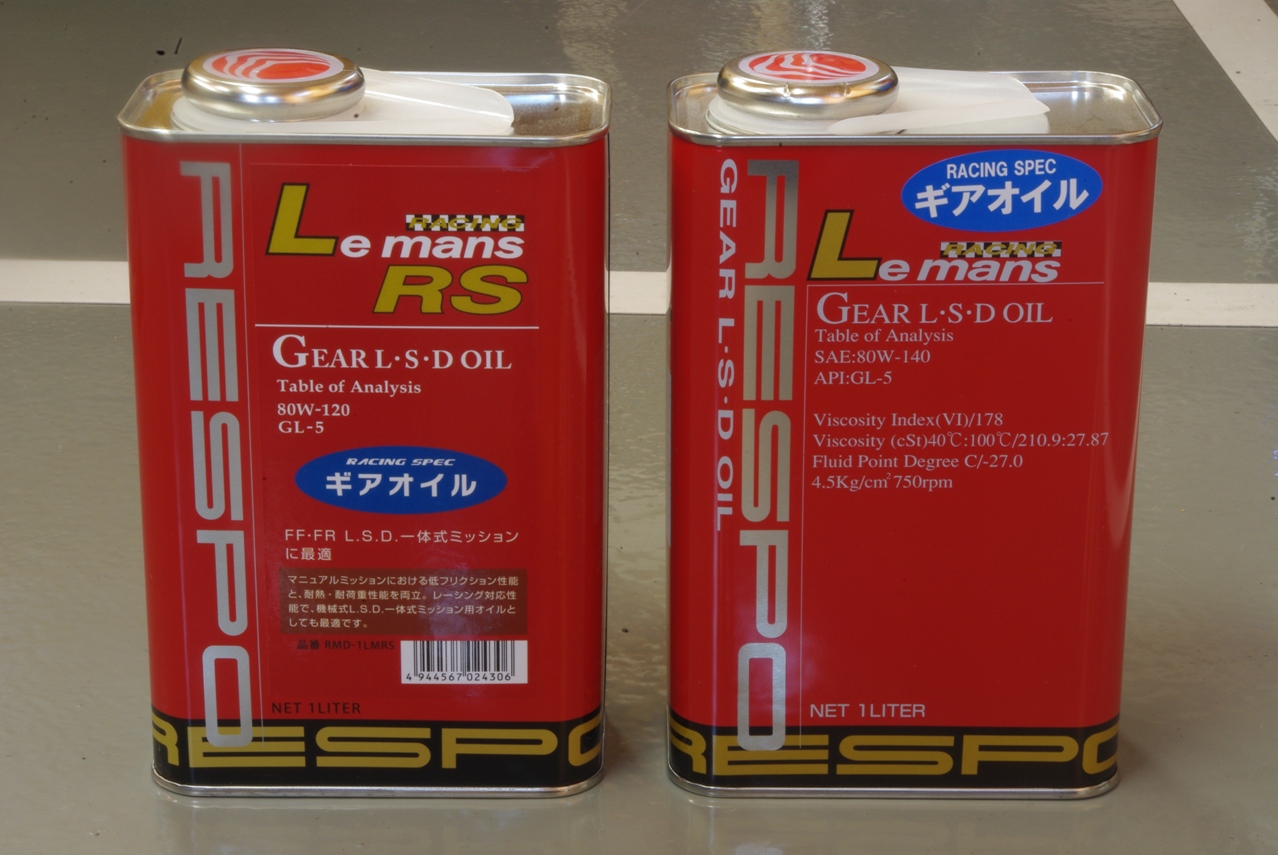 RESPO
RACING
Le mans
RS
GEAR L·S·D OIL
Table of Analysis
80W-120
GL-5
RACING SPEC
ギアオイル
FF·FR L.S.D.一体式ミッション
に最適
マニュアルミッションにおける低フリクション性能
と、耐熱・耐荷重性能を両立。レーシング対応性
能で、機械式L.S.D.一体式ミッション用オイルと
しても最適です。
品番 RMD-1LMRS
4 944567 024306
NET 1LITER
RESPO
GEAR L·S·D OIL
RESPO
RACING SPEC
ギアオイル
RACING
Le mans
GEAR L·S·D OIL
Table of Analysis
SAE:80W-140
API:GL-5
Viscosity Index(VI)/178
Viscosity (cSt)40℃:100℃/210.9:27.87
Fluid Point Degree C/-27.0
4.5Kg/cm² 750rpm
NET 1LITER
RESPO